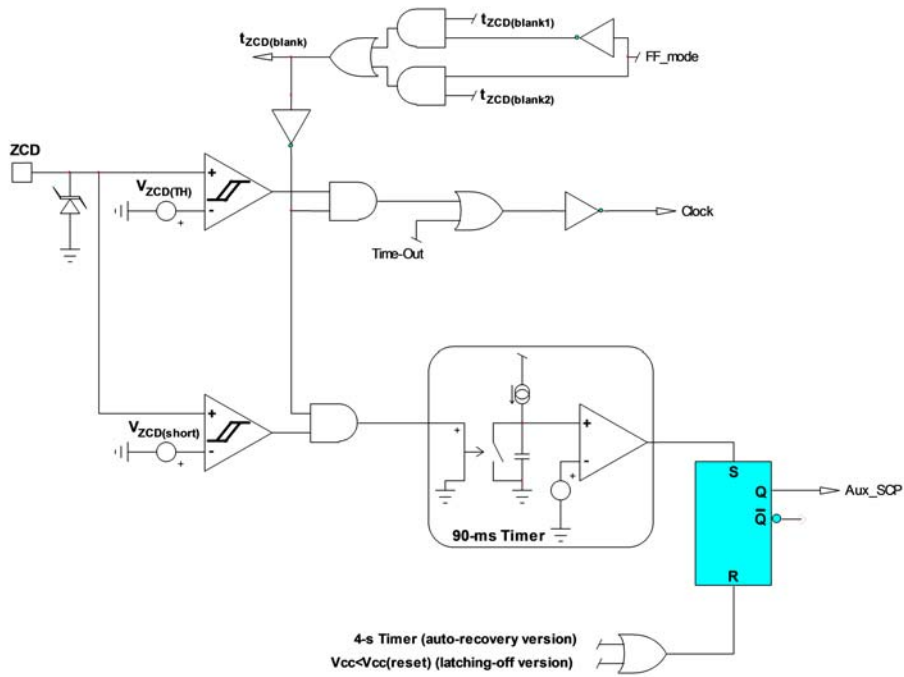 tZCD(blank1)
tZCD(blank)
FF_mode
tZCD(blank2)
ZCD
VZCD(TH)
+
-
+
Clock
Time-Out
VZCD(short)
+
-
+
+
+
-
+
90-ms Timer
S
Q
Q
R
Aux_SCP
4-s Timer (auto-recovery version)
Vcc<Vcc(reset) (latching-off version)